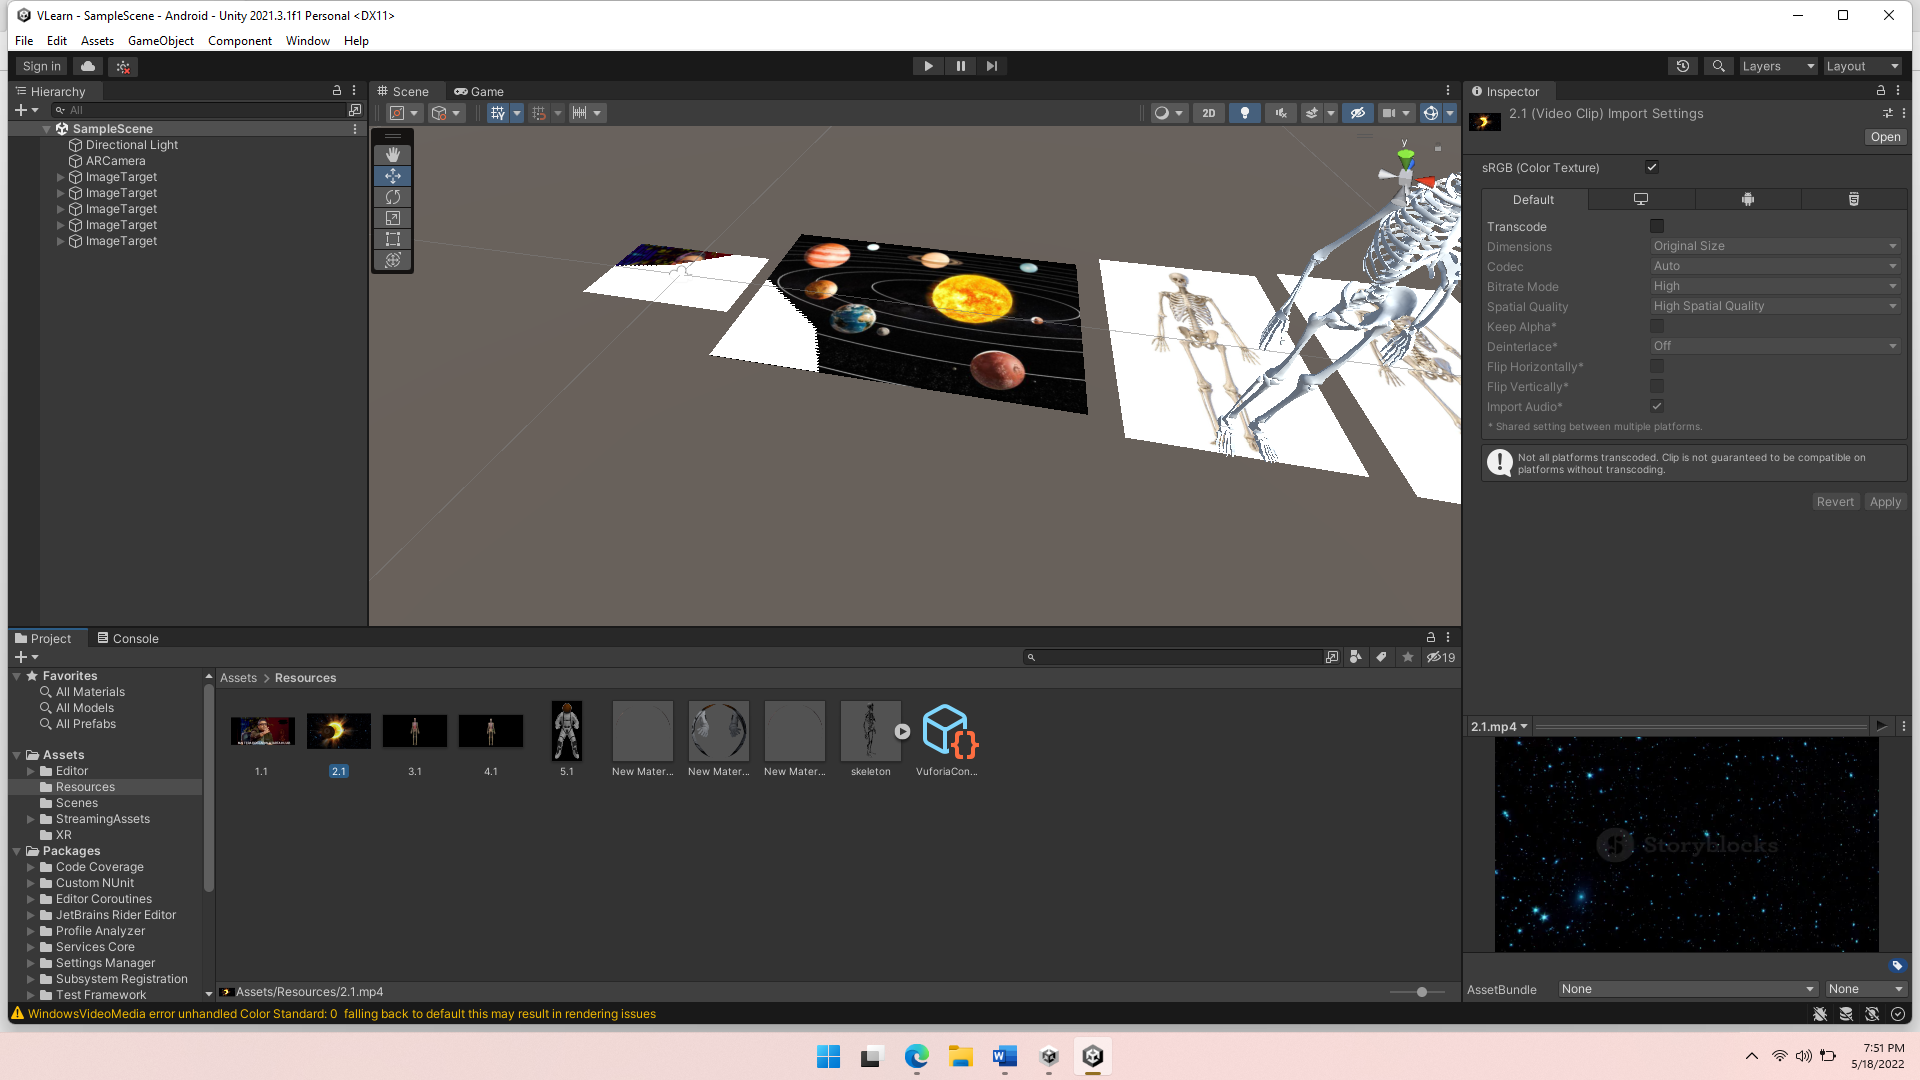 VLearn - SampleScene - Android - Unity 2021.3.1f1 Personal <DX11>
File Edit Assets GameObject Component Window Help
Sign in
Layers Layout
Hierarchy
All
SampleScene
Directional Light
ARCamera
ImageTarget
ImageTarget
ImageTarget
ImageTarget
ImageTarget
Scene Game
2D
y
Inspector
2.1 (Video Clip) Import Settings
Open
sRGB (Color Texture)
Default
Transcode
Dimensions Original Size
Codec Auto
Bitrate Mode High
Spatial Quality High Spatial Quality
Keep Alpha*
Deinterlace* Off
Flip Horizontally*
Flip Vertically*
Import Audio*
* Shared setting between multiple platforms.
Not all platforms transcoded. Clip is not guaranteed to be compatible on
platforms without transcoding.
Revert Apply
Project Console
19
Favorites
All Materials
All Models
All Prefabs
Assets
Editor
Resources
Scenes
StreamingAssets
XR
Packages
Code Coverage
Custom NUnit
Editor Coroutines
JetBrains Rider Editor
Profile Analyzer
Services Core
Settings Manager
Subsystem Registration
Test Framework
Assets > Resources
1.1 2.1 3.1 4.1 5.1 New Mater... New Mater... New Mater... skeleton VuforiaCon...
Assets/Resources/2.1.mp4
2.1.mp4
Storyblocks
AssetBundle None None
WindowsVideoMedia error unhandled Color Standard: 0 falling back to default this may result in rendering issues
7:51 PM
5/18/2022